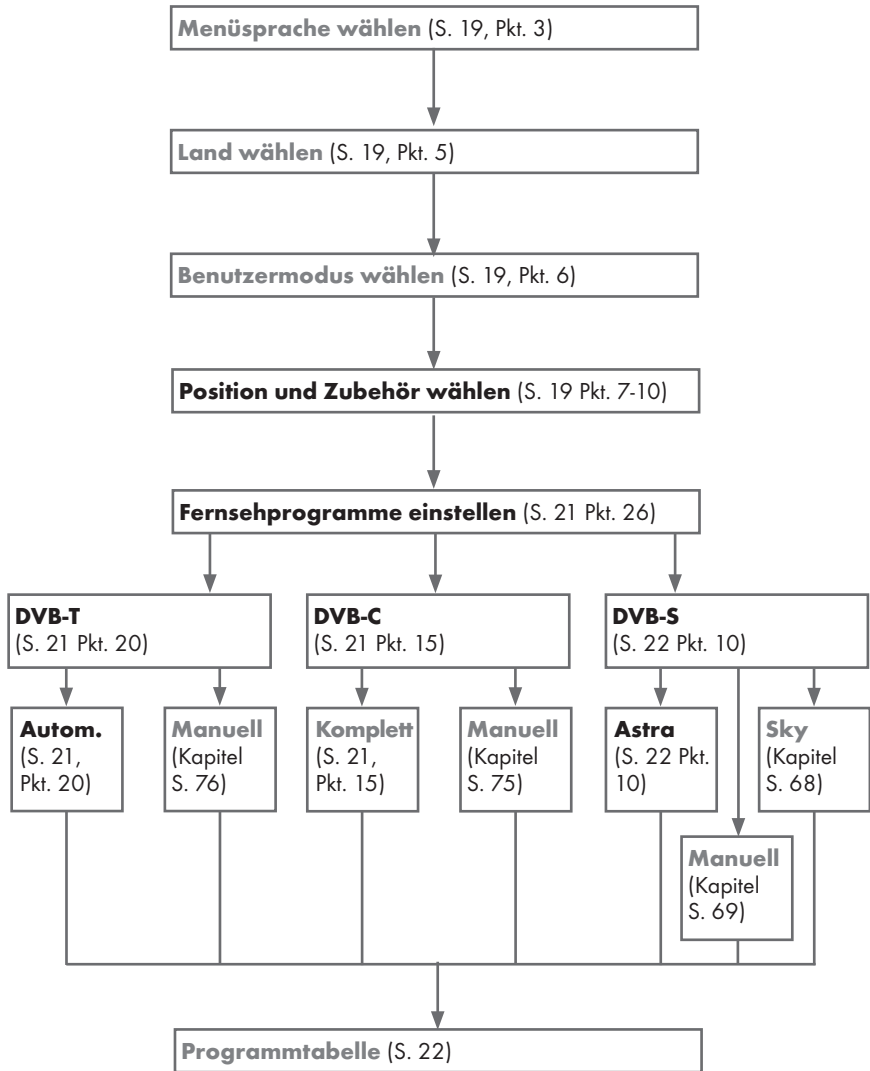 Menüsprache wählen (S. 19, Pkt. 3)
Land wählen (S. 19, Pkt. 5)
Benutzermodus wählen (S. 19, Pkt. 6)
Position und Zubehör wählen (S. 19 Pkt. 7-10)
Fernsehprogramme einstellen (S. 21 Pkt. 26)
DVB-T
(S. 21 Pkt. 20)
DVB-C
(S. 21 Pkt. 15)
DVB-S
(S. 22 Pkt. 10)
Autom.
(S. 21,
Pkt. 20)
Manuell
(Kapitel
S. 76)
Komplett
(S. 21,
Pkt. 15)
Manuell
(Kapitel
S. 75)
Astra
(S. 22 Pkt.
10)
Sky
(Kapitel
S. 68)
Manuell
(Kapitel
S. 69)
Programmtabelle (S. 22)